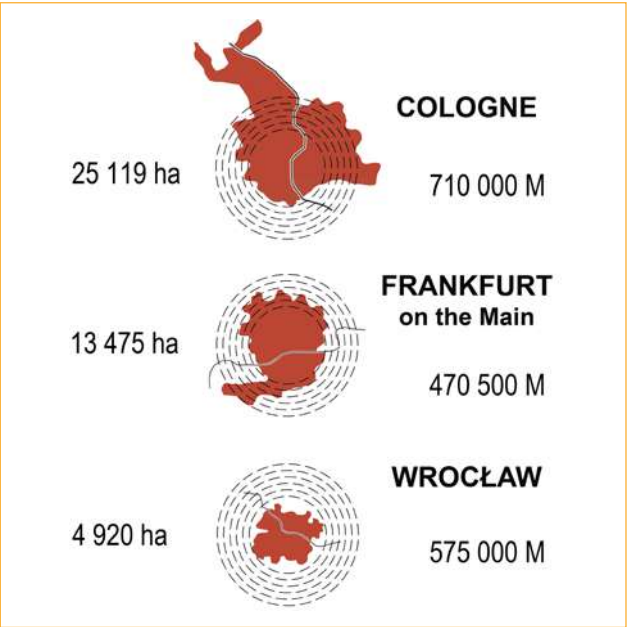 COLOGNE
25 119 ha
710 000 M
FRANKFURT
on the Main
13 475 ha
470 500 M
WROCŁAW
4 920 ha
575 000 M